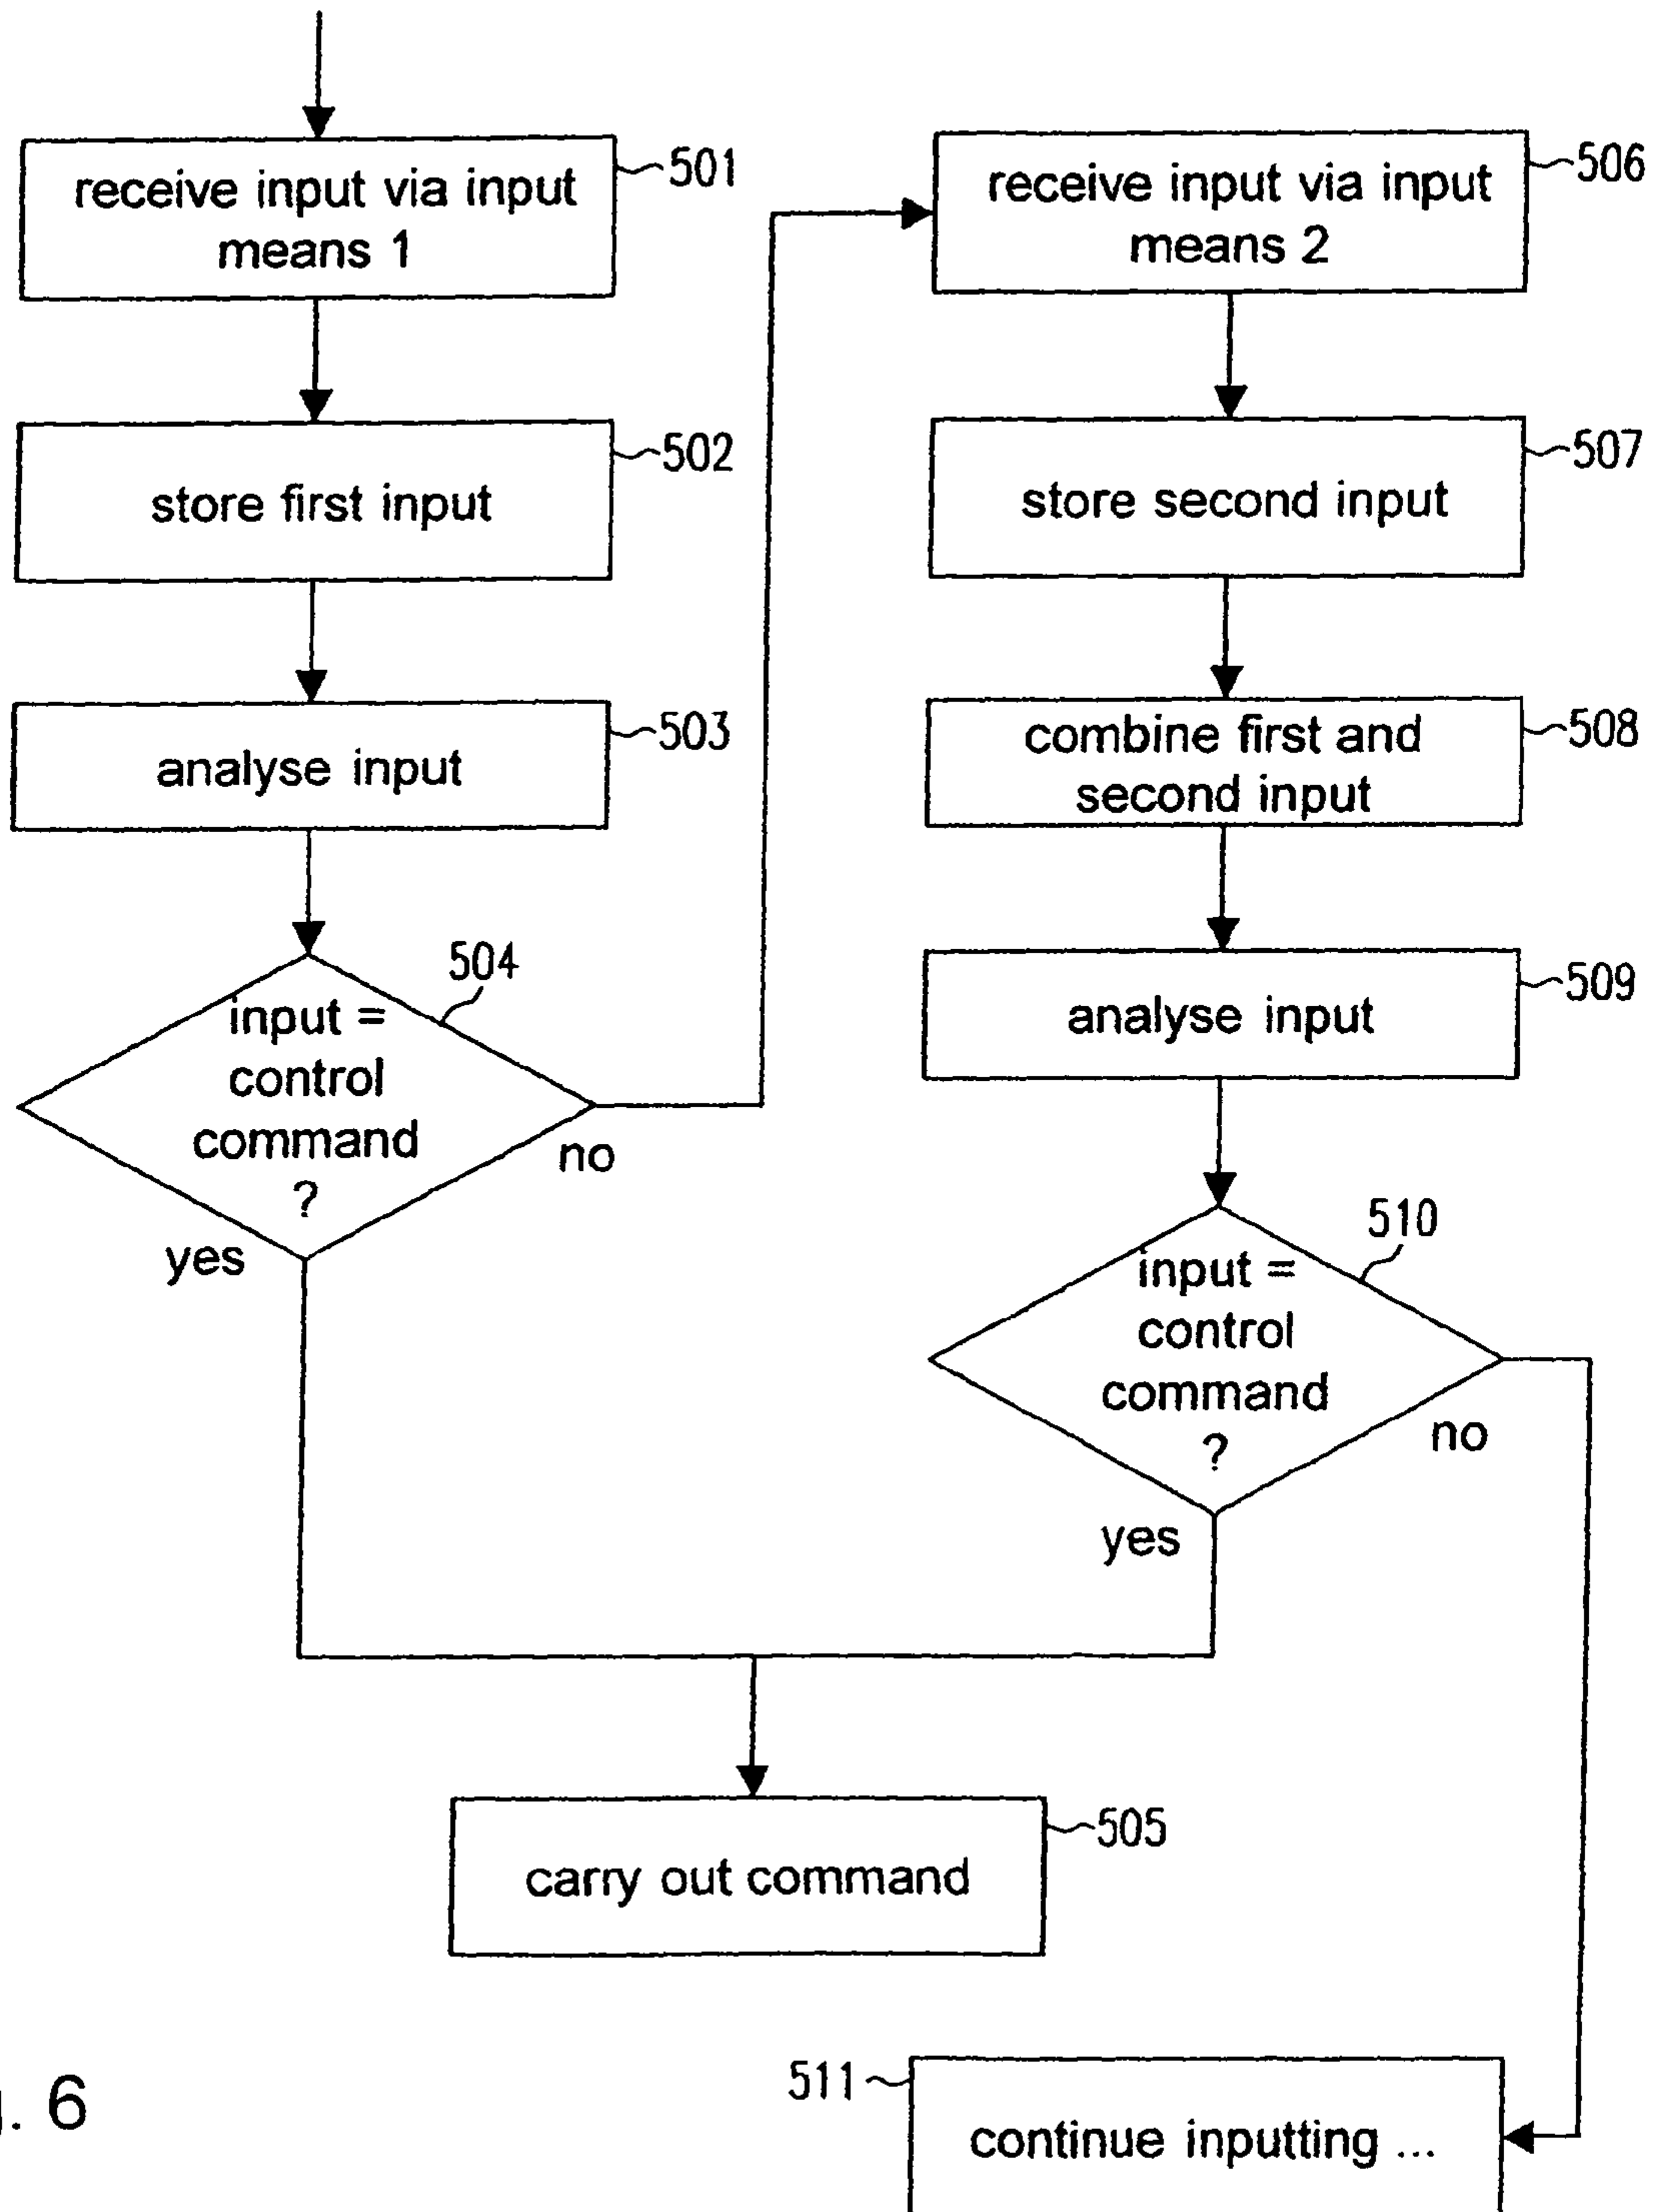 receive input via input
means 1
501
store first input
502
analyse input
503
504
input =
control
command
?
no
yes
receive input via input
means 2
506
store second input
507
combine first and
second input
508
analyse input
509
510
input =
control
command
?
no
yes
carry out command
505
511
continue inputting ...
. 6